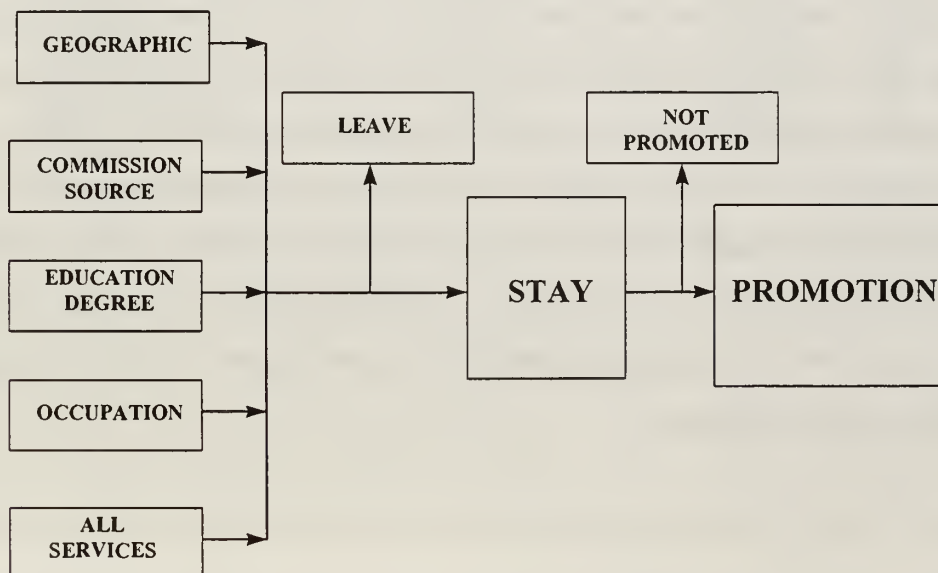 GEOGRAPHIC
COMMISSION
SOURCE
EDUCATION
DEGREE
OCCUPATION
ALL
SERVICES
LEAVE
STAY
NOT
PROMOTED
PROMOTION